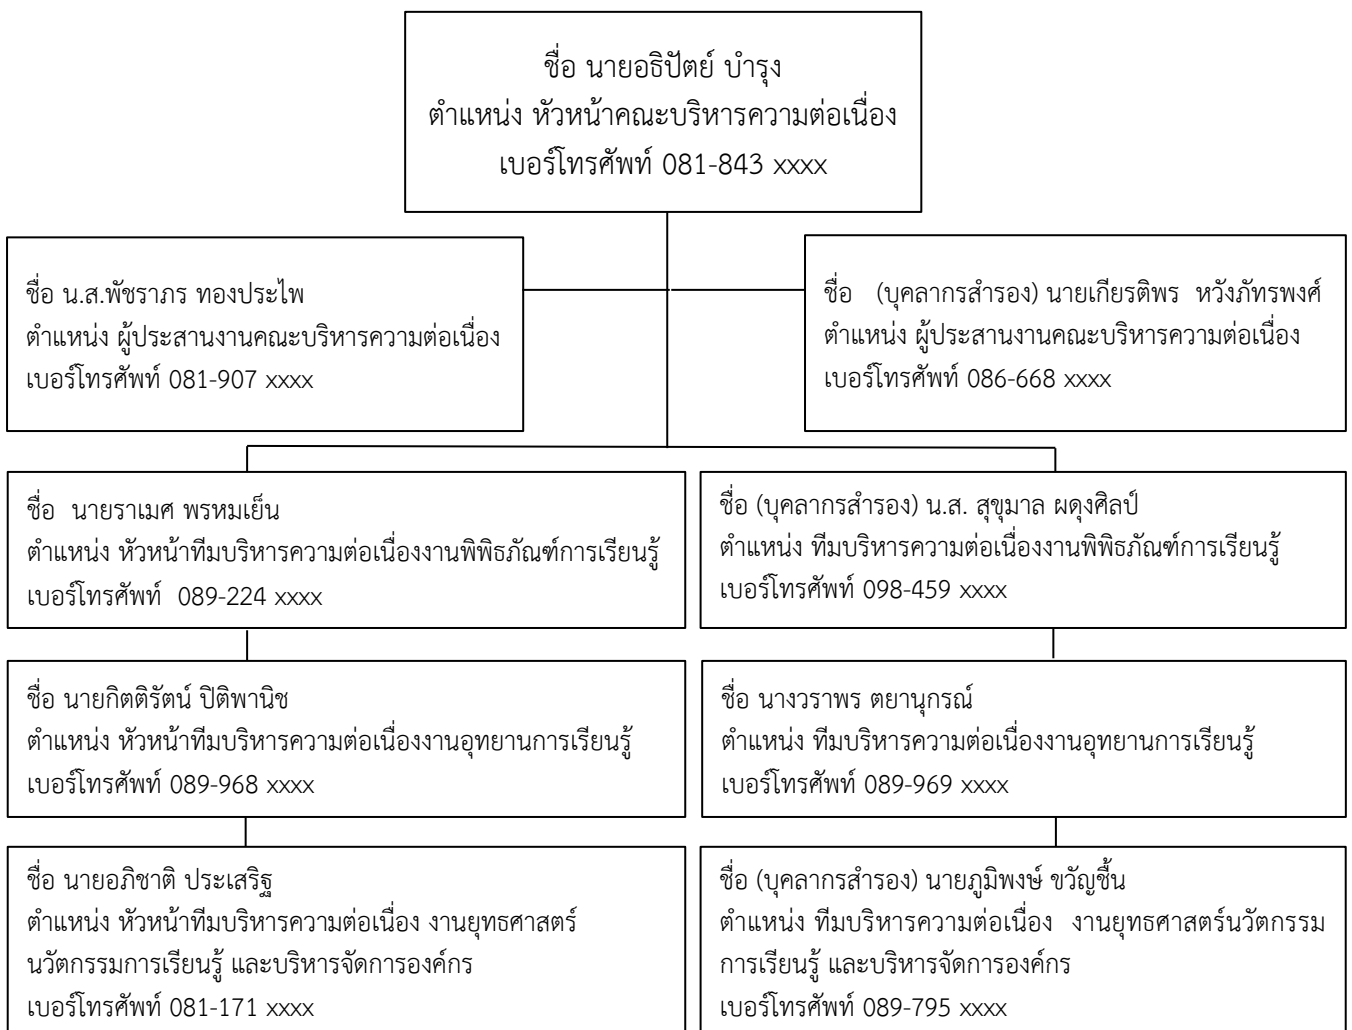 ชื่อ นายอธิปัตย์ บำรุง
ตำแหน่ง หัวหน้าคณะบริหารความต่อเนื่อง
เบอร์โทรศัพท์ 081-843 xxxx
ชื่อ น.ส.พัชราภร ทองประไพ
ตำแหน่ง ผู้ประสานงานคณะบริหารความต่อเนื่อง
เบอร์โทรศัพท์ 081-907 xxxx
ชื่อ (บุคลากรสำรอง) นายเกียรติพร หวังภัทรพงศ์
ตำแหน่ง ผู้ประสานงานคณะบริหารความต่อเนื่อง
เบอร์โทรศัพท์ 086-668 xxxx
ชื่อ นายราเมศ พรหมเย็น
ตำแหน่ง หัวหน้าทีมบริหารความต่อเนื่องงานพิพิธภัณฑ์การเรียนรู้
เบอร์โทรศัพท์ 089-224 xxxx
ชื่อ (บุคลากรสำรอง) น.ส. สุขุมาล ผดุงศิลป์
ตำแหน่ง ทีมบริหารความต่อเนื่องงานพิพิธภัณฑ์การเรียนรู้
เบอร์โทรศัพท์ 098-459 xxxx
ชื่อ นายกิตติรัตน์ ปิติพานิช
ตำแหน่ง หัวหน้าทีมบริหารความต่อเนื่องงานอุทยานการเรียนรู้
เบอร์โทรศัพท์ 089-968 xxxx
ชื่อ นางวราพร ตยานุกรณ์
ตำแหน่ง ทีมบริหารความต่อเนื่องงานอุทยานการเรียนรู้
เบอร์โทรศัพท์ 089-969 xxxx
ชื่อ นายอภิชาติ ประเสริฐ
ตำแหน่ง หัวหน้าทีมบริหารความต่อเนื่อง งานยุทธศาสตร์
นวัตกรรมการเรียนรู้ และบริหารจัดการองค์กร
เบอร์โทรศัพท์ 081-171 xxxx
ชื่อ (บุคลากรสำรอง) นายภูมิพงษ์ ขวัญชื้น
ตำแหน่ง ทีมบริหารความต่อเนื่อง งานยุทธศาสตร์นวัตกรรม
การเรียนรู้ และบริหารจัดการองค์กร
เบอร์โทรศัพท์ 089-795 xxxx